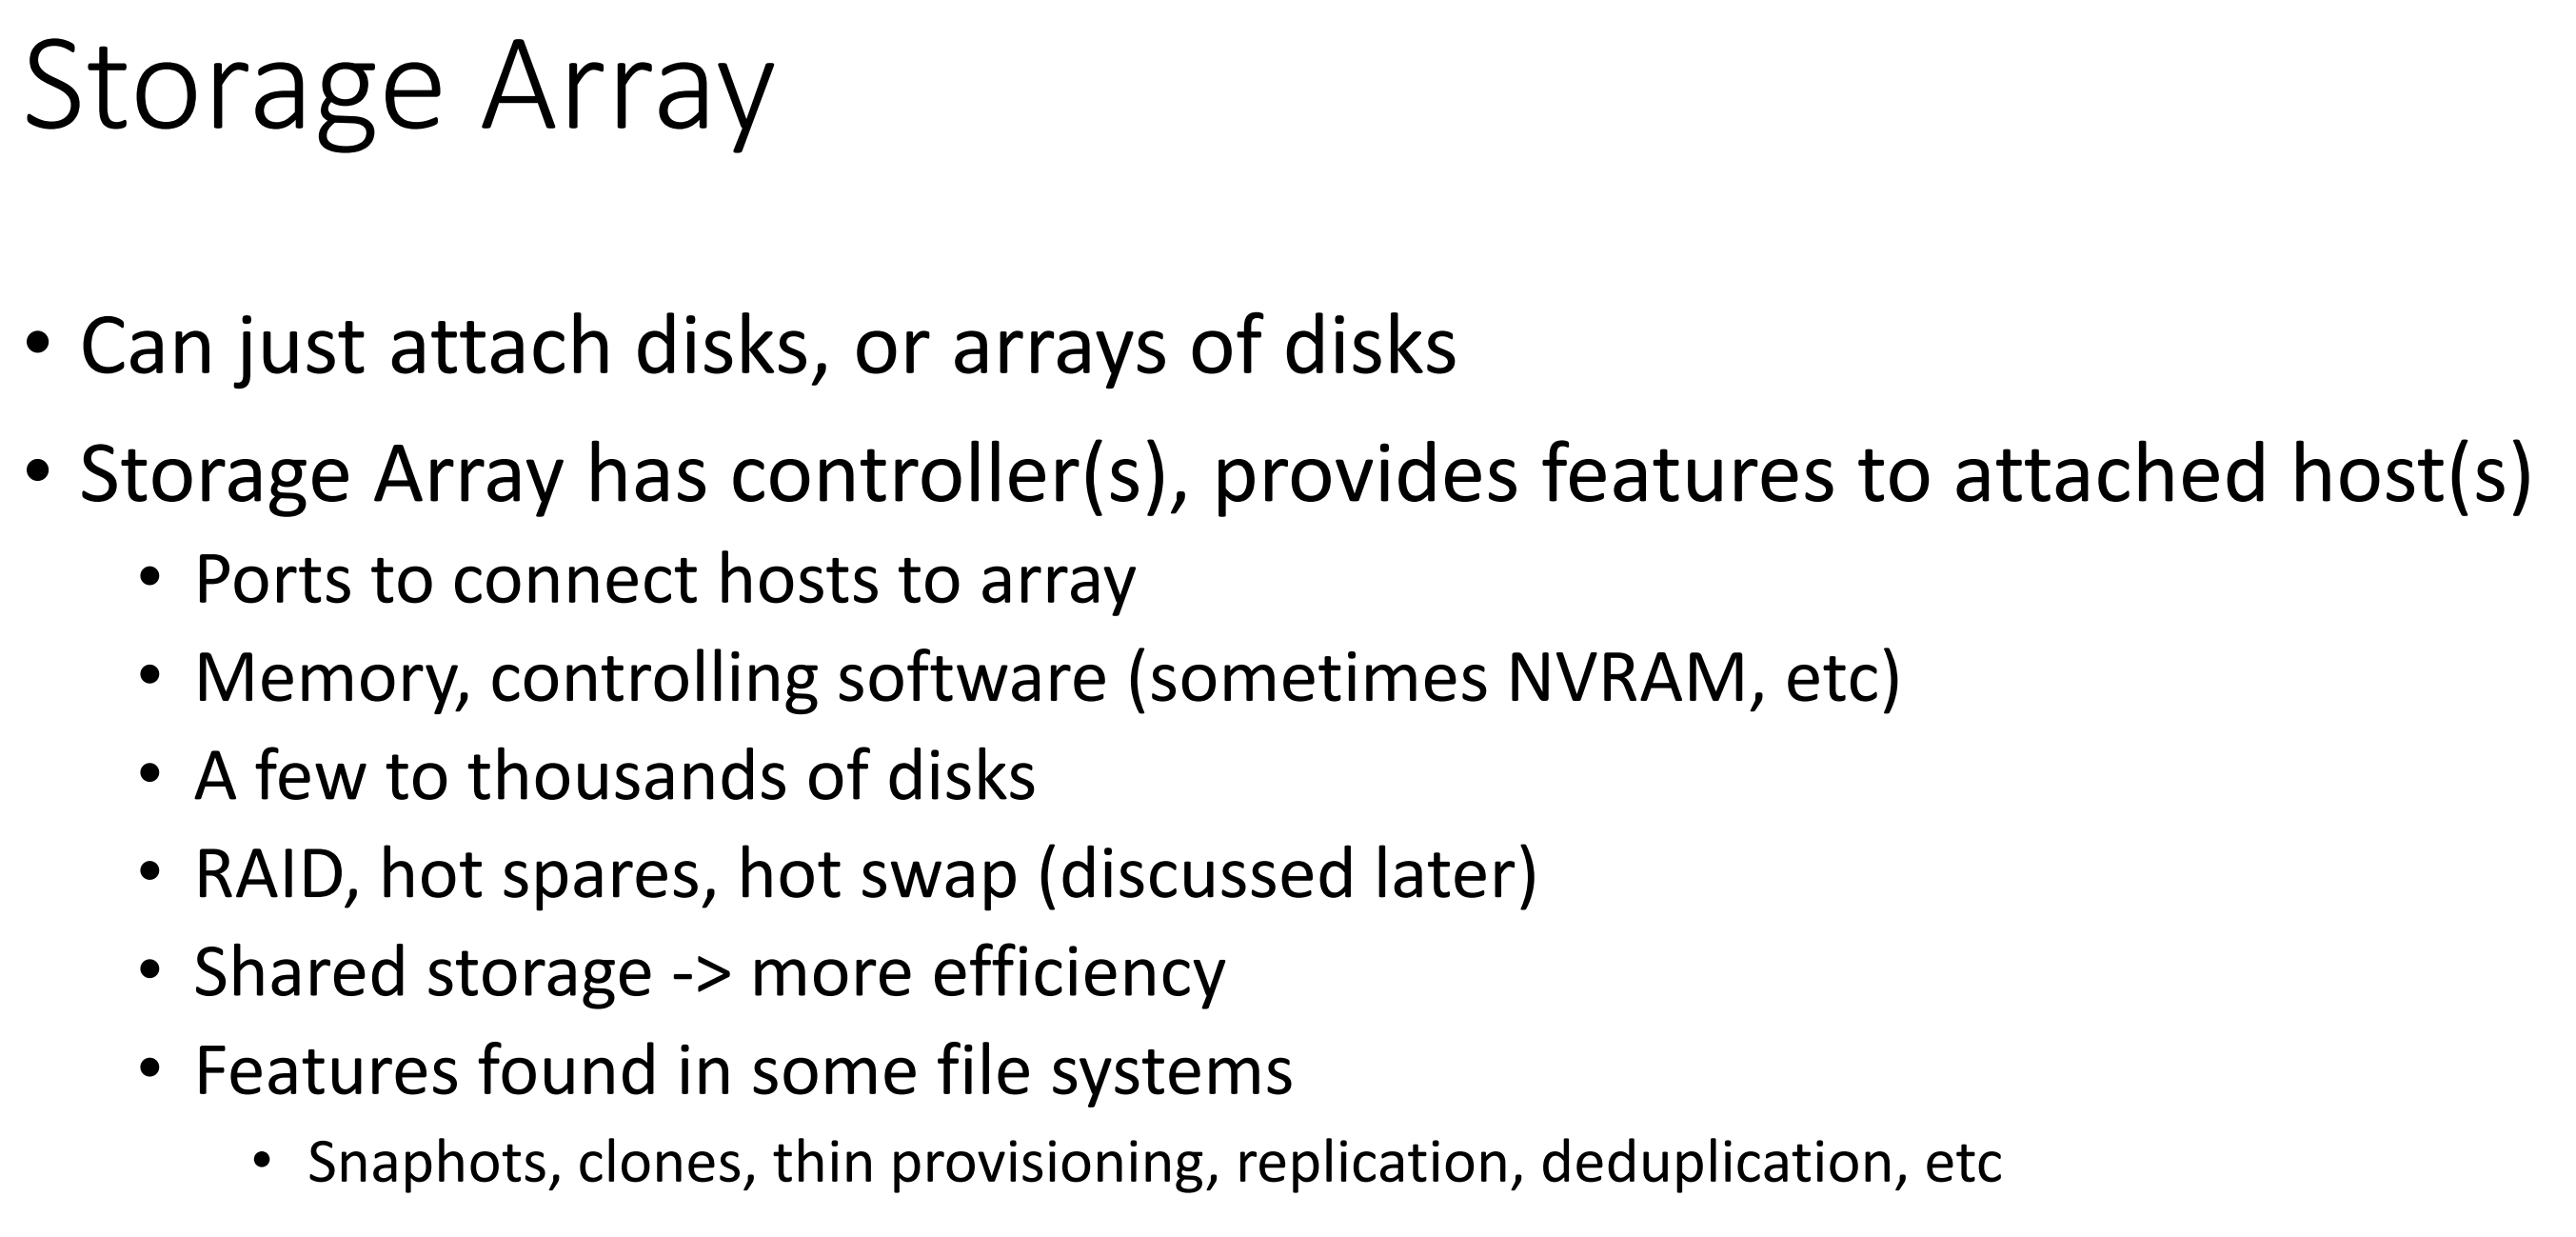 Storage Array
• Can just attach disks, or arrays of disks
• Storage Array has controller(s), provides features to attached host(s)
• Ports to connect hosts to array
• Memory, controlling software (sometimes NVRAM, etc)
• A few to thousands of disks
• RAID, hot spares, hot swap (discussed later)
• Shared storage -> more efficiency
• Features found in some file systems
• Snaphots, clones, thin provisioning, replication, deduplication, etc